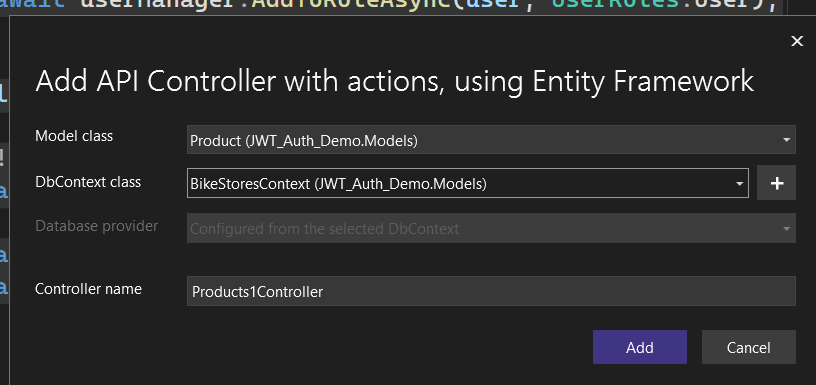 await usermanager.AddToRoleAsync(user, UserRoles.User);
Add API Controller with actions, using Entity Framework
Model class
Product (JWT_Auth_Demo.Models)
DbContext class
BikeStoresContext (JWT_Auth_Demo.Models)
Database provider
Configured from the selected DbContext
Controller name
Products1Controller
Add
Cancel